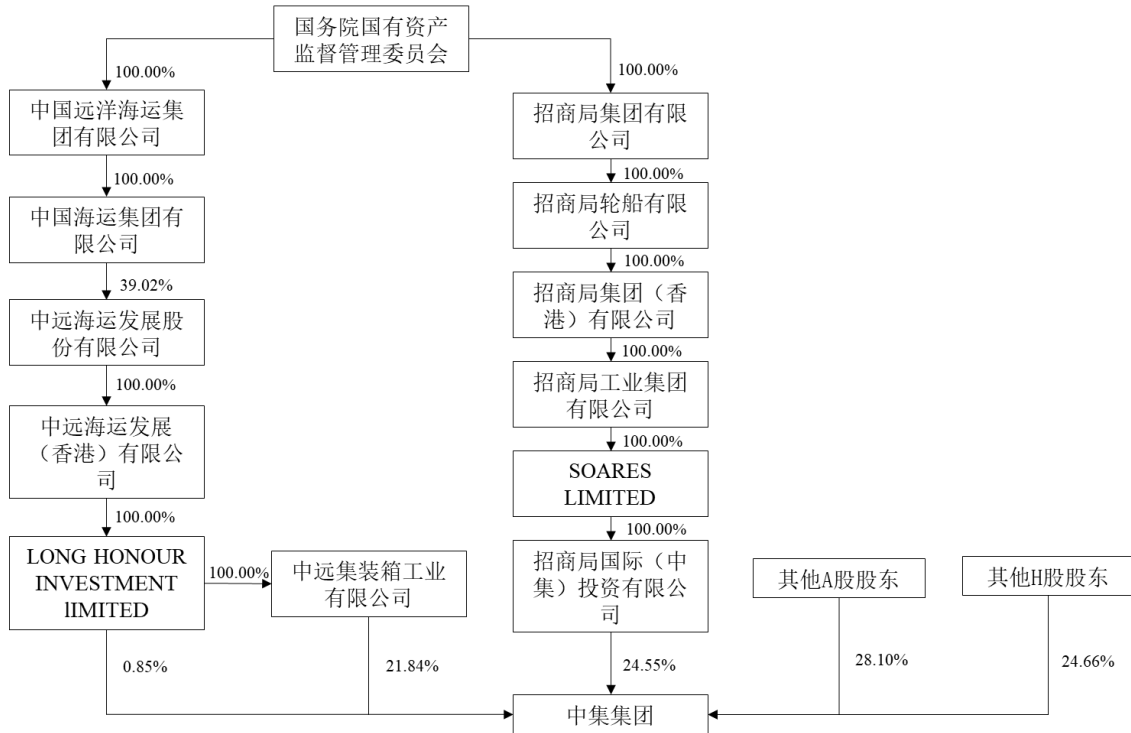 国务院国有资产
监督管理委员会
100.00%
100.00%
中国远洋海运集
团有限公司
招商局集团有限
公司
100.00%
100.00%
中国海运集团有
限公司
招商局轮船有限
公司
39.02%
100.00%
中远海运发展股
份有限公司
招商局集团（香
港）有限公司
100.00%
100.00%
中远海运发展
（香港）有限公
司
招商局工业集团
有限公司
100.00%
100.00%
SOARES
LIMITED
100.00%
LONG HONOUR
INVESTMENT
lIMITED
100.00%
中远集装箱工业
有限公司
招商局国际（中
集）投资有限公
司
其他A股股东
其他H股股东
0.85%
21.84%
24.55%
28.10%
24.66%
中集集团